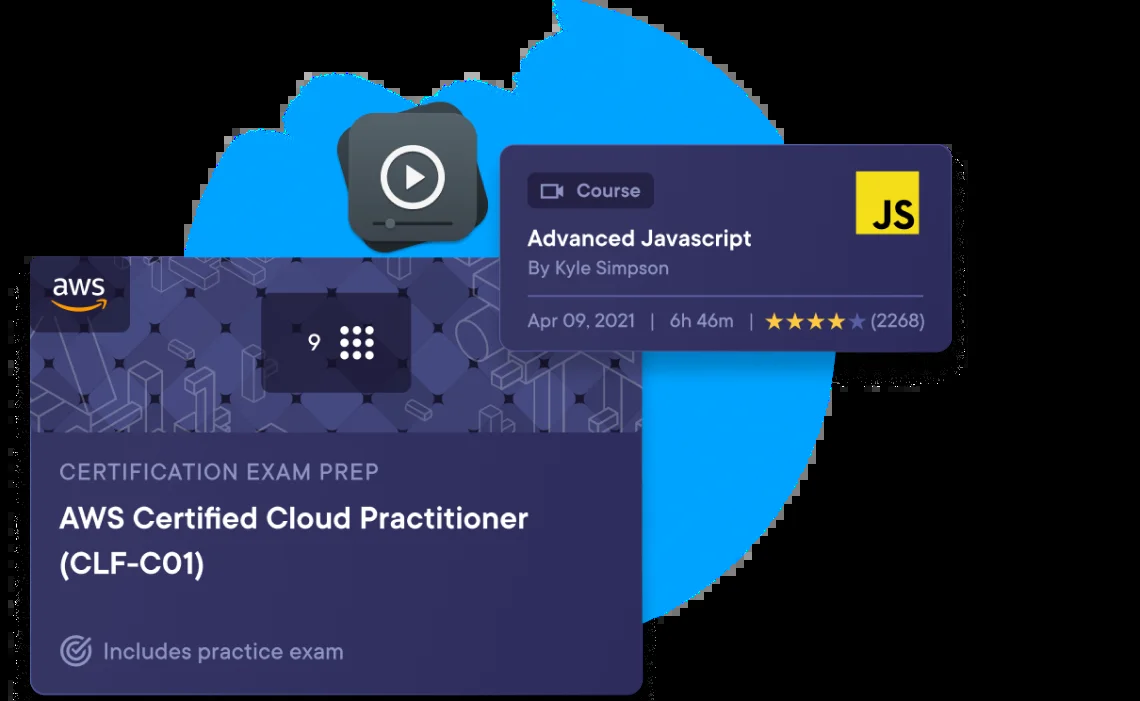 Course
JS
Advanced Javascript
By Kyle Simpson
Apr 09, 2021 | 6h 46m | (2268)
aws
9
CERTIFICATION EXAM PREP
AWS Certified Cloud Practitioner
(CLF-C01)
Includes practice exam